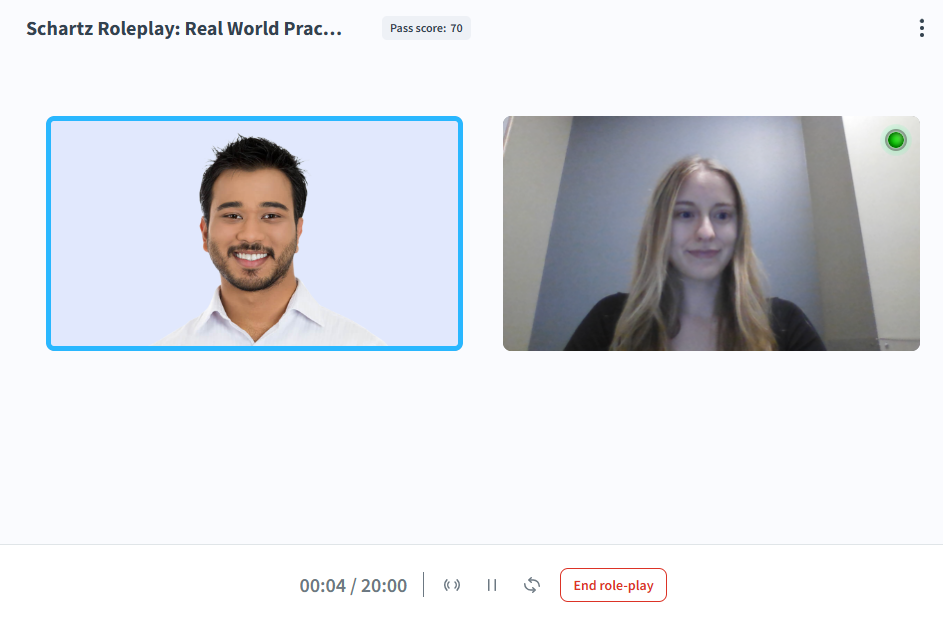 Schartz Roleplay: Real World Prac...
Pass score: 70
00:04 / 20:00
End role-play